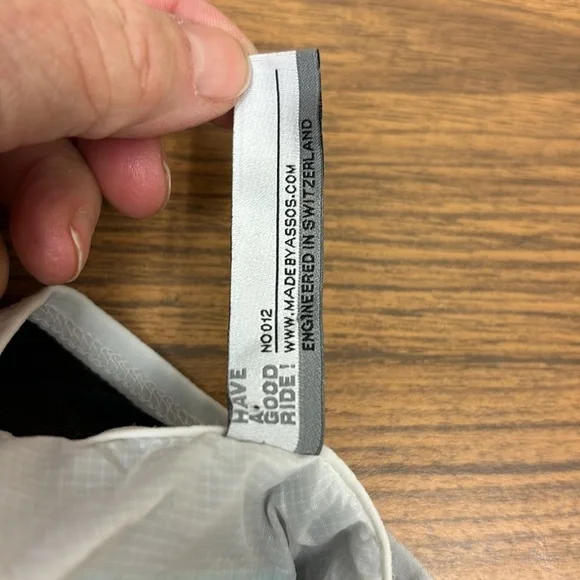 HAVE
A
GOOD
RIDE!
NO012
WWW.MADEBYASSOS.COM
ENGINEERED IN SWITZERLAND